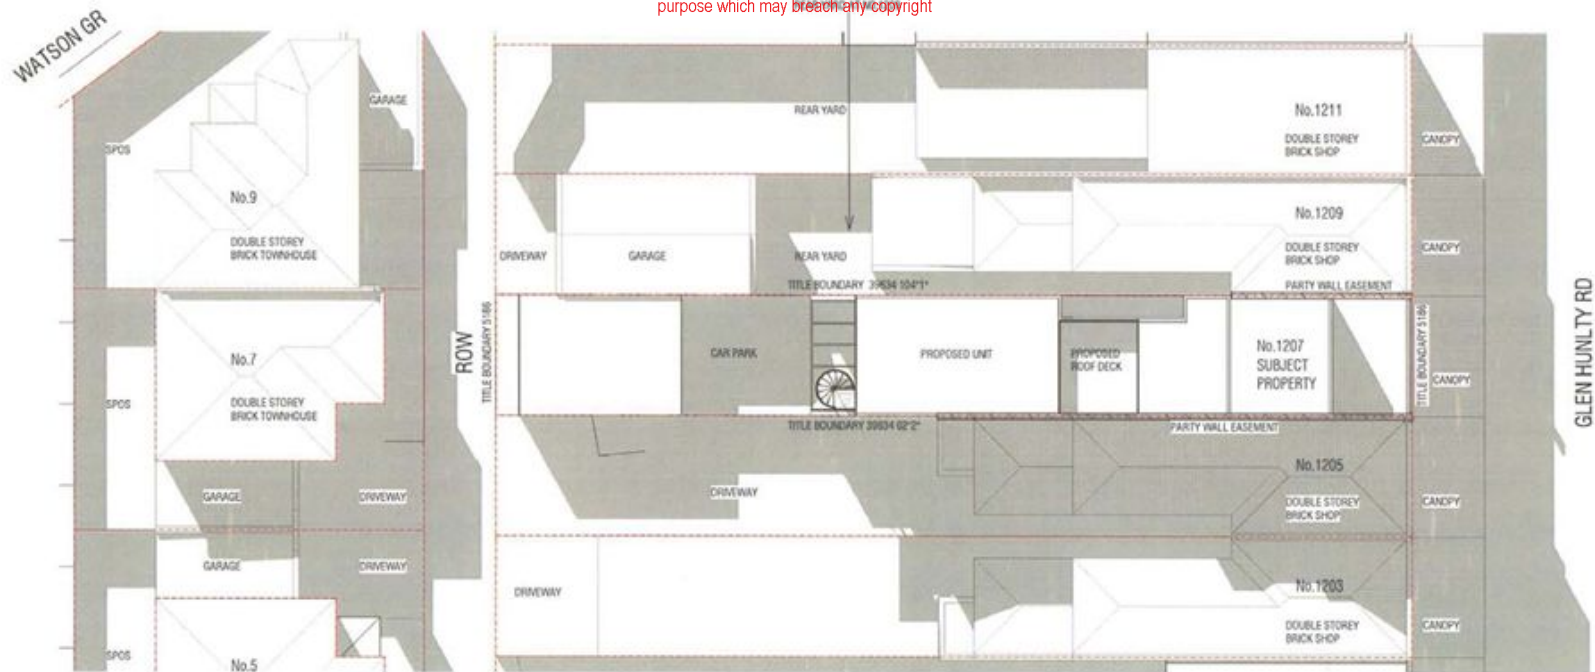 purpose which may breach any copyright
WATSON GR
GARAGE
SPOS
No.9
DOUBLE STOREY
BRICK TOWNHOUSE
No.7
DOUBLE STOREY
BRICK TOWNHOUSE
SPOS
GARAGE
DRIVEWAY
GARAGE
DRIVEWAY
SPOS
No.5
ROW
TITLE BOUNDARY 5186
REAR YARD
No.1211
DOUBLE STOREY
BRICK SHOP
CANOPY
DRIVEWAY
GARAGE
REAR YARD
No.1209
DOUBLE STOREY
BRICK SHOP
CANOPY
TITLE BOUNDARY 39634
PARTY WALL EASEMENT
CAR PARK
PROPOSED UNIT
PROPOSED
ROOF DECK
No.1207
SUBJECT
PROPERTY
TITLE BOUNDARY 5186
CANOPY
TITLE BOUNDARY 39634
PARTY WALL EASEMENT
DRIVEWAY
No.1205
DOUBLE STOREY
BRICK SHOP
CANOPY
DRIVEWAY
No.1203
DOUBLE STOREY
BRICK SHOP
CANOPY
GLEN HUNLTY RD